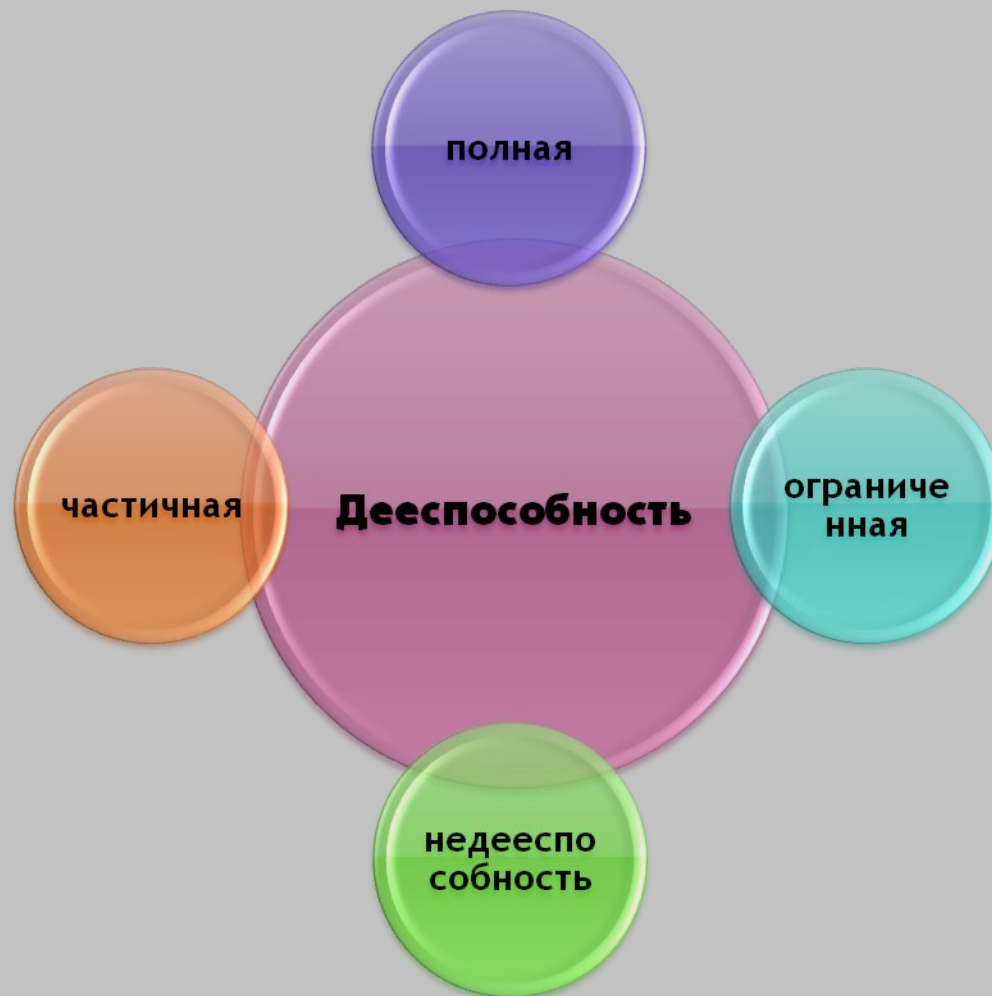 полная
частичная
Дееспособность
ограниче
нная
недееспо
собность